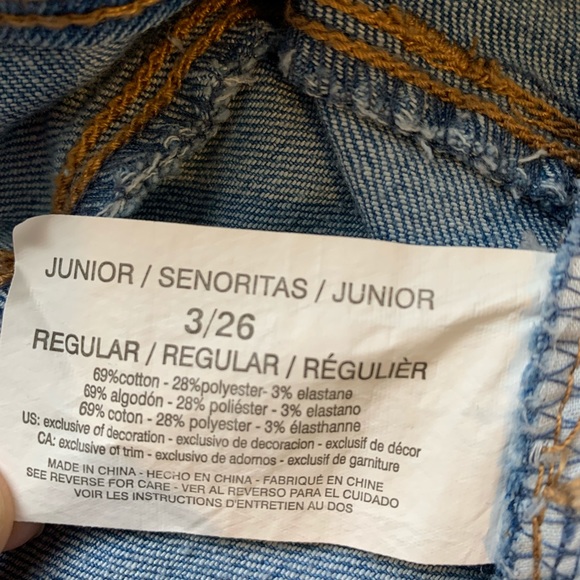 JUNIOR / SENORITAS / JUNIOR
3/26
REGULAR / REGULAR / RÉGULIÈR
69%cotton - 28%polyester- 3% elastane
69% algodón - 28% poliéster - 3% elastano
69% coton - 28% polyester - 3% élasthanne
US: exclusive of decoration - exclusivo de decoracion - exclusif de décor
CA: exclusive of trim - exclusivo de adornos - exclusif de garniture
MADE IN CHINA - HECHO EN CHINA - FABRIQUÉ EN CHINE
SEE REVERSE FOR CARE - VER AL REVERSO PARA EL CUIDADO
VOIR LES INSTRUCTIONS D'ENTRETIEN AU DOS